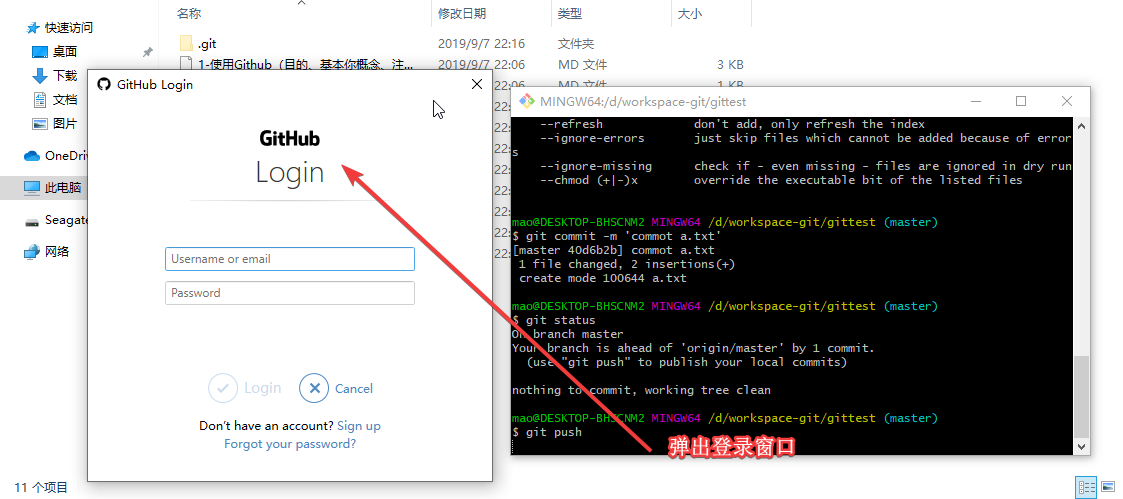 名称
修改日期
类型
大小
快速访问
桌面
下载
文档
图片
OneDri
此电脑
Seagate
网络
.git
2019/9/7 22:16
文件夹
1-使用Github（目的、基本你概念、注...
2019/9/7 22:06
MD 文件
3 KB
2019/9/7 22:06
MD 文件
1 KB
GitHub Login
GitHub
Login
Username or email
Password
Login
Cancel
Don't have an account? Sign up
Forgot your password?
MINGW64:/d/workspace-git/gittest
--refresh don't add, only refresh the index
--ignore-errors just skip files which cannot be added because of error
s
--ignore-missing check if - even missing - files are ignored in dry run
--chmod (+|-)x override the executable bit of the listed files
mao@DESKTOP-BHSCNM2 MINGW64 /d/workspace-git/gittest (master)
$ git commit -m 'commot a.txt'
[master 40d6b2b] commot a.txt
1 file changed, 2 insertions(+)
create mode 100644 a.txt
mao@DESKTOP-BHSCNM2 MINGW64 /d/workspace-git/gittest (master)
$ git status
On branch master
Your branch is ahead of 'origin/master' by 1 commit.
(use "git push" to publish your local commits)
nothing to commit, working tree clean
mao@DESKTOP-BHSCNM2 MINGW64 /d/workspace-git/gittest (master)
$ git push
弹出登录窗口
11 个项目